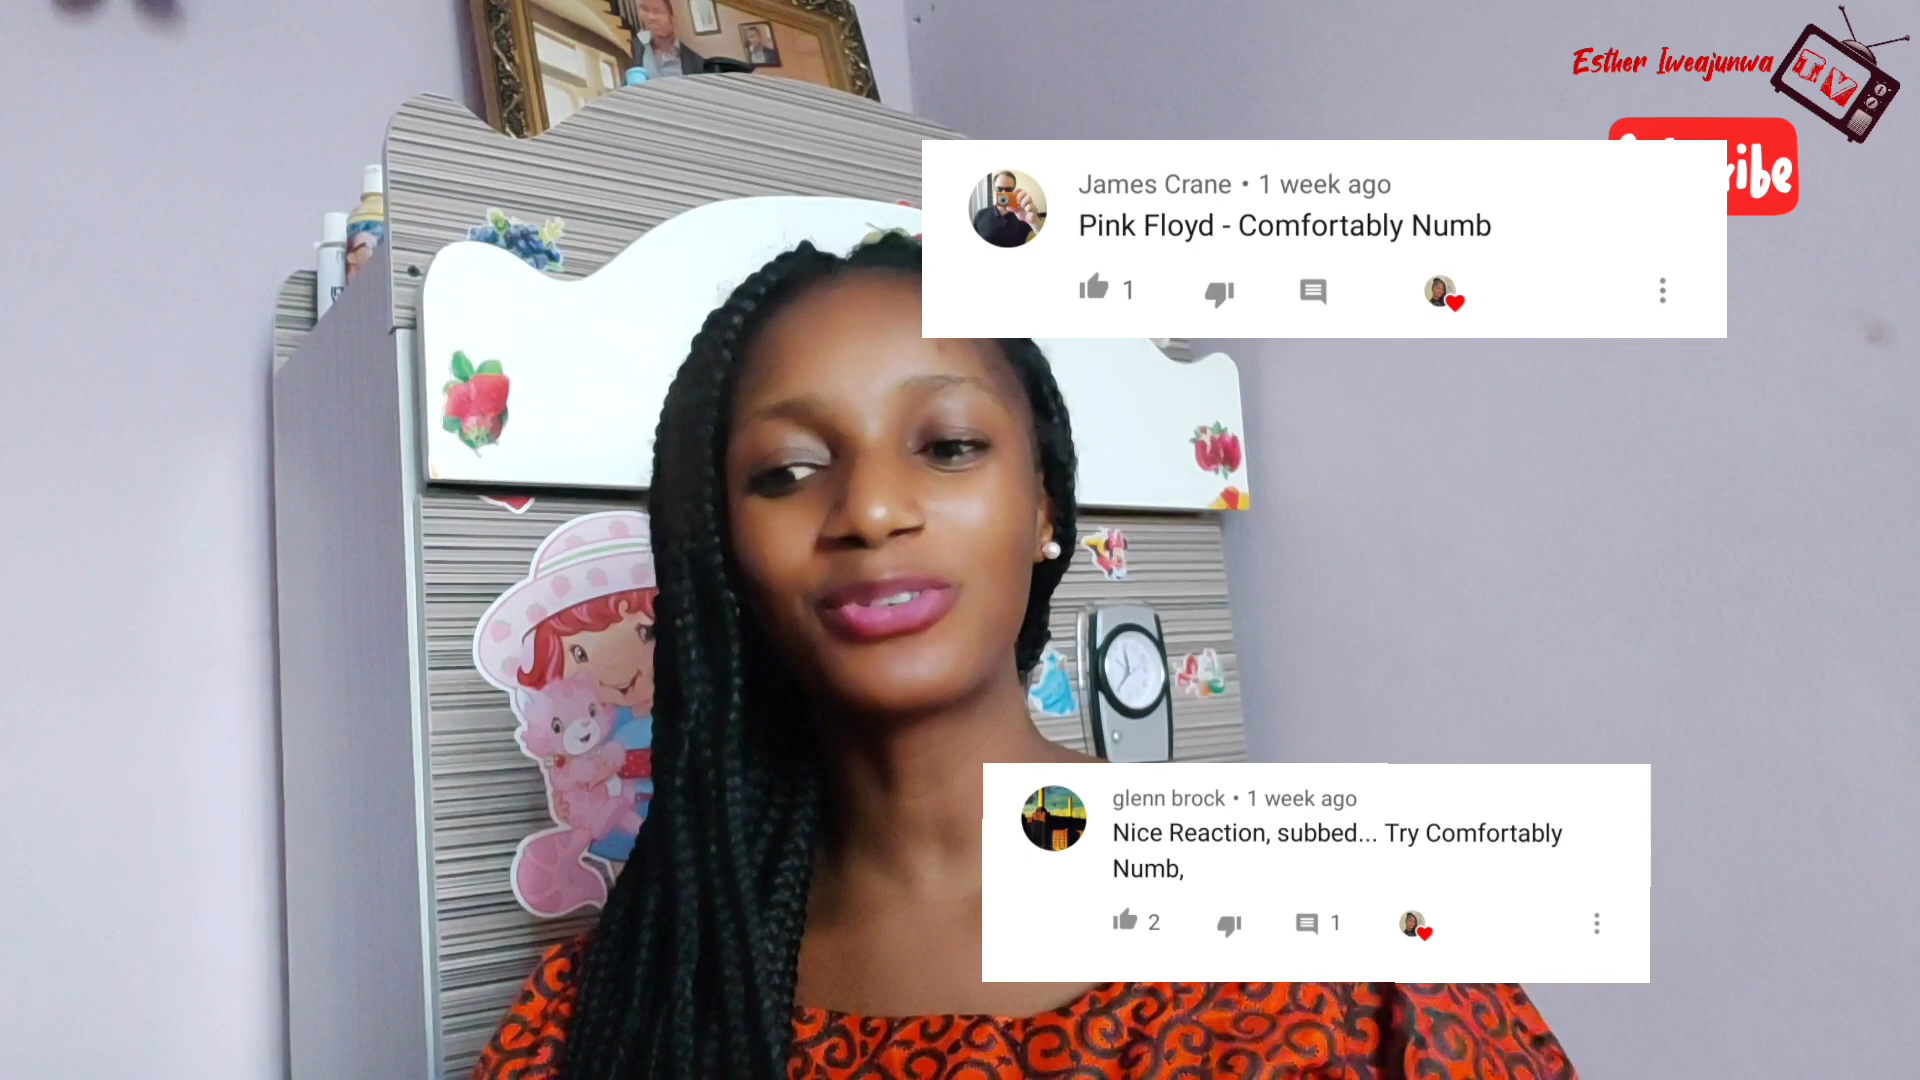 Esther Iweajunwa
TV
James Crane • 1 week ago
Pink Floyd - Comfortably Numb
1
glenn brock • 1 week ago
Nice Reaction, subbed... Try Comfortably
Numb,
2
1